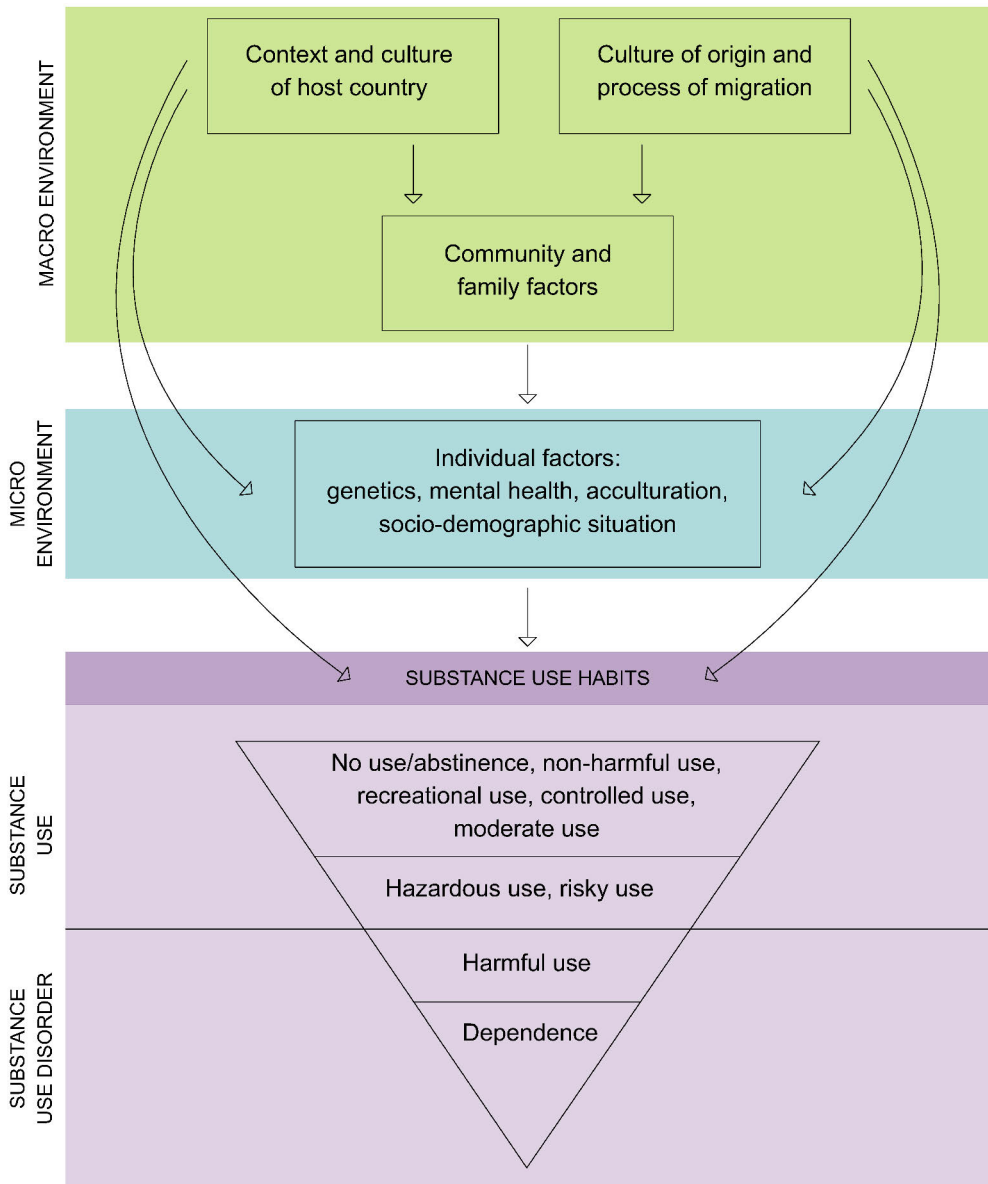 MACRO ENVIRONMENT
Context and culture
of host country
Culture of origin and
process of migration
Community and
family factors
MICRO
ENVIRONMENT
Individual factors:
genetics, mental health, acculturation,
socio-demographic situation
SUBSTANCE USE HABITS
SUBSTANCE
USE
No use/abstinence, non-harmful use,
recreational use, controlled use,
moderate use
Hazardous use, risky use
SUBSTANCE
USE DISORDER
Harmful use
Dependence